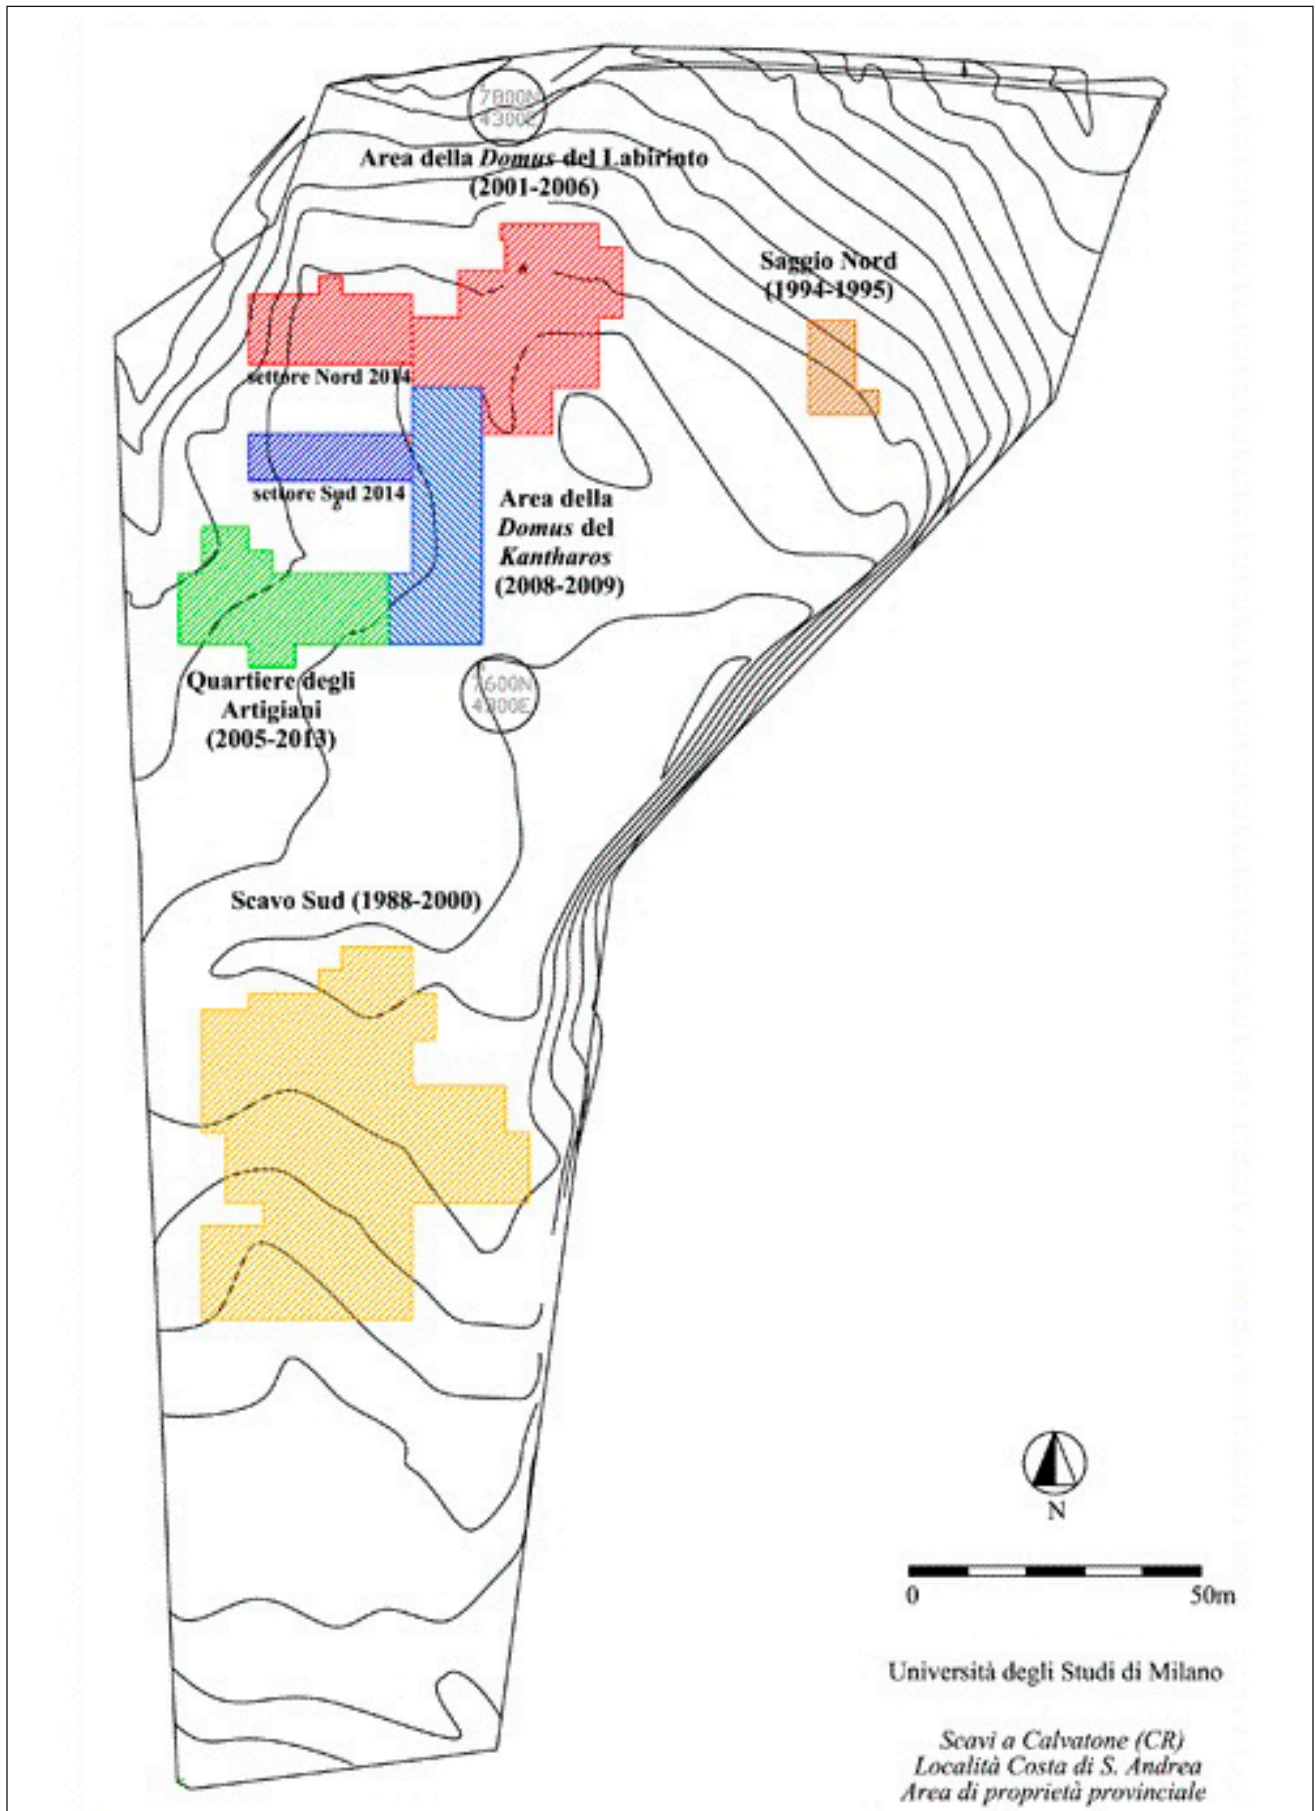 7800N
4300E
Area della Domus del Labirinto
(2001-2006)
Saggio Nord
(1994-1995)
settore Nord 2014
settore Sud 2014
Area della
Domus del
Kantharos
(2008-2009)
7600N
4300E
Quartiere degli
Artigiani
(2005-2013)
Scavo Sud (1988-2000)
N
0 50m
Università degli Studi di Milano
Scavi a Calvatone (CR)
Località Costa di S. Andrea
Area di proprietà provinciale